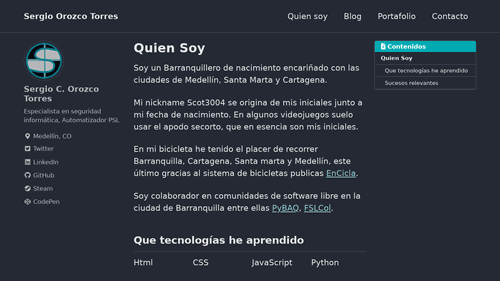 Sergio Orozco Torres
Quien soy
Blog
Portafolio
Contacto
Sergio C. Orozco
Torres
Especialista en seguridad
informática, Automatizador PSL
Medellín, CO
Twitter
LinkedIn
GitHub
Steam
CodePen
Quien Soy
Soy un Barranquillero de nacimiento encariñado con las
ciudades de Medellín, Santa Marta y Cartagena.
Mi nickname Scot3004 se origina de mis iniciales junto a
mi fecha de nacimiento. En algunos videojuegos suelo
usar el apodo secorto, que en esencia son mis iniciales.
En mi bicicleta he tenido el placer de recorrer
Barranquilla, Cartagena, Santa marta y Medellín, este
último gracias al sistema de bicicletas publicas EnCicla.
Soy colaborador en comunidades de software libre en la
ciudad de Barranquilla entre ellas PyBAQ, FSLCol.
Que tecnologías he aprendido
Html
CSS
JavaScript
Python
Contenidos
Quien Soy
Que tecnologías he aprendido
Sucesos relevantes